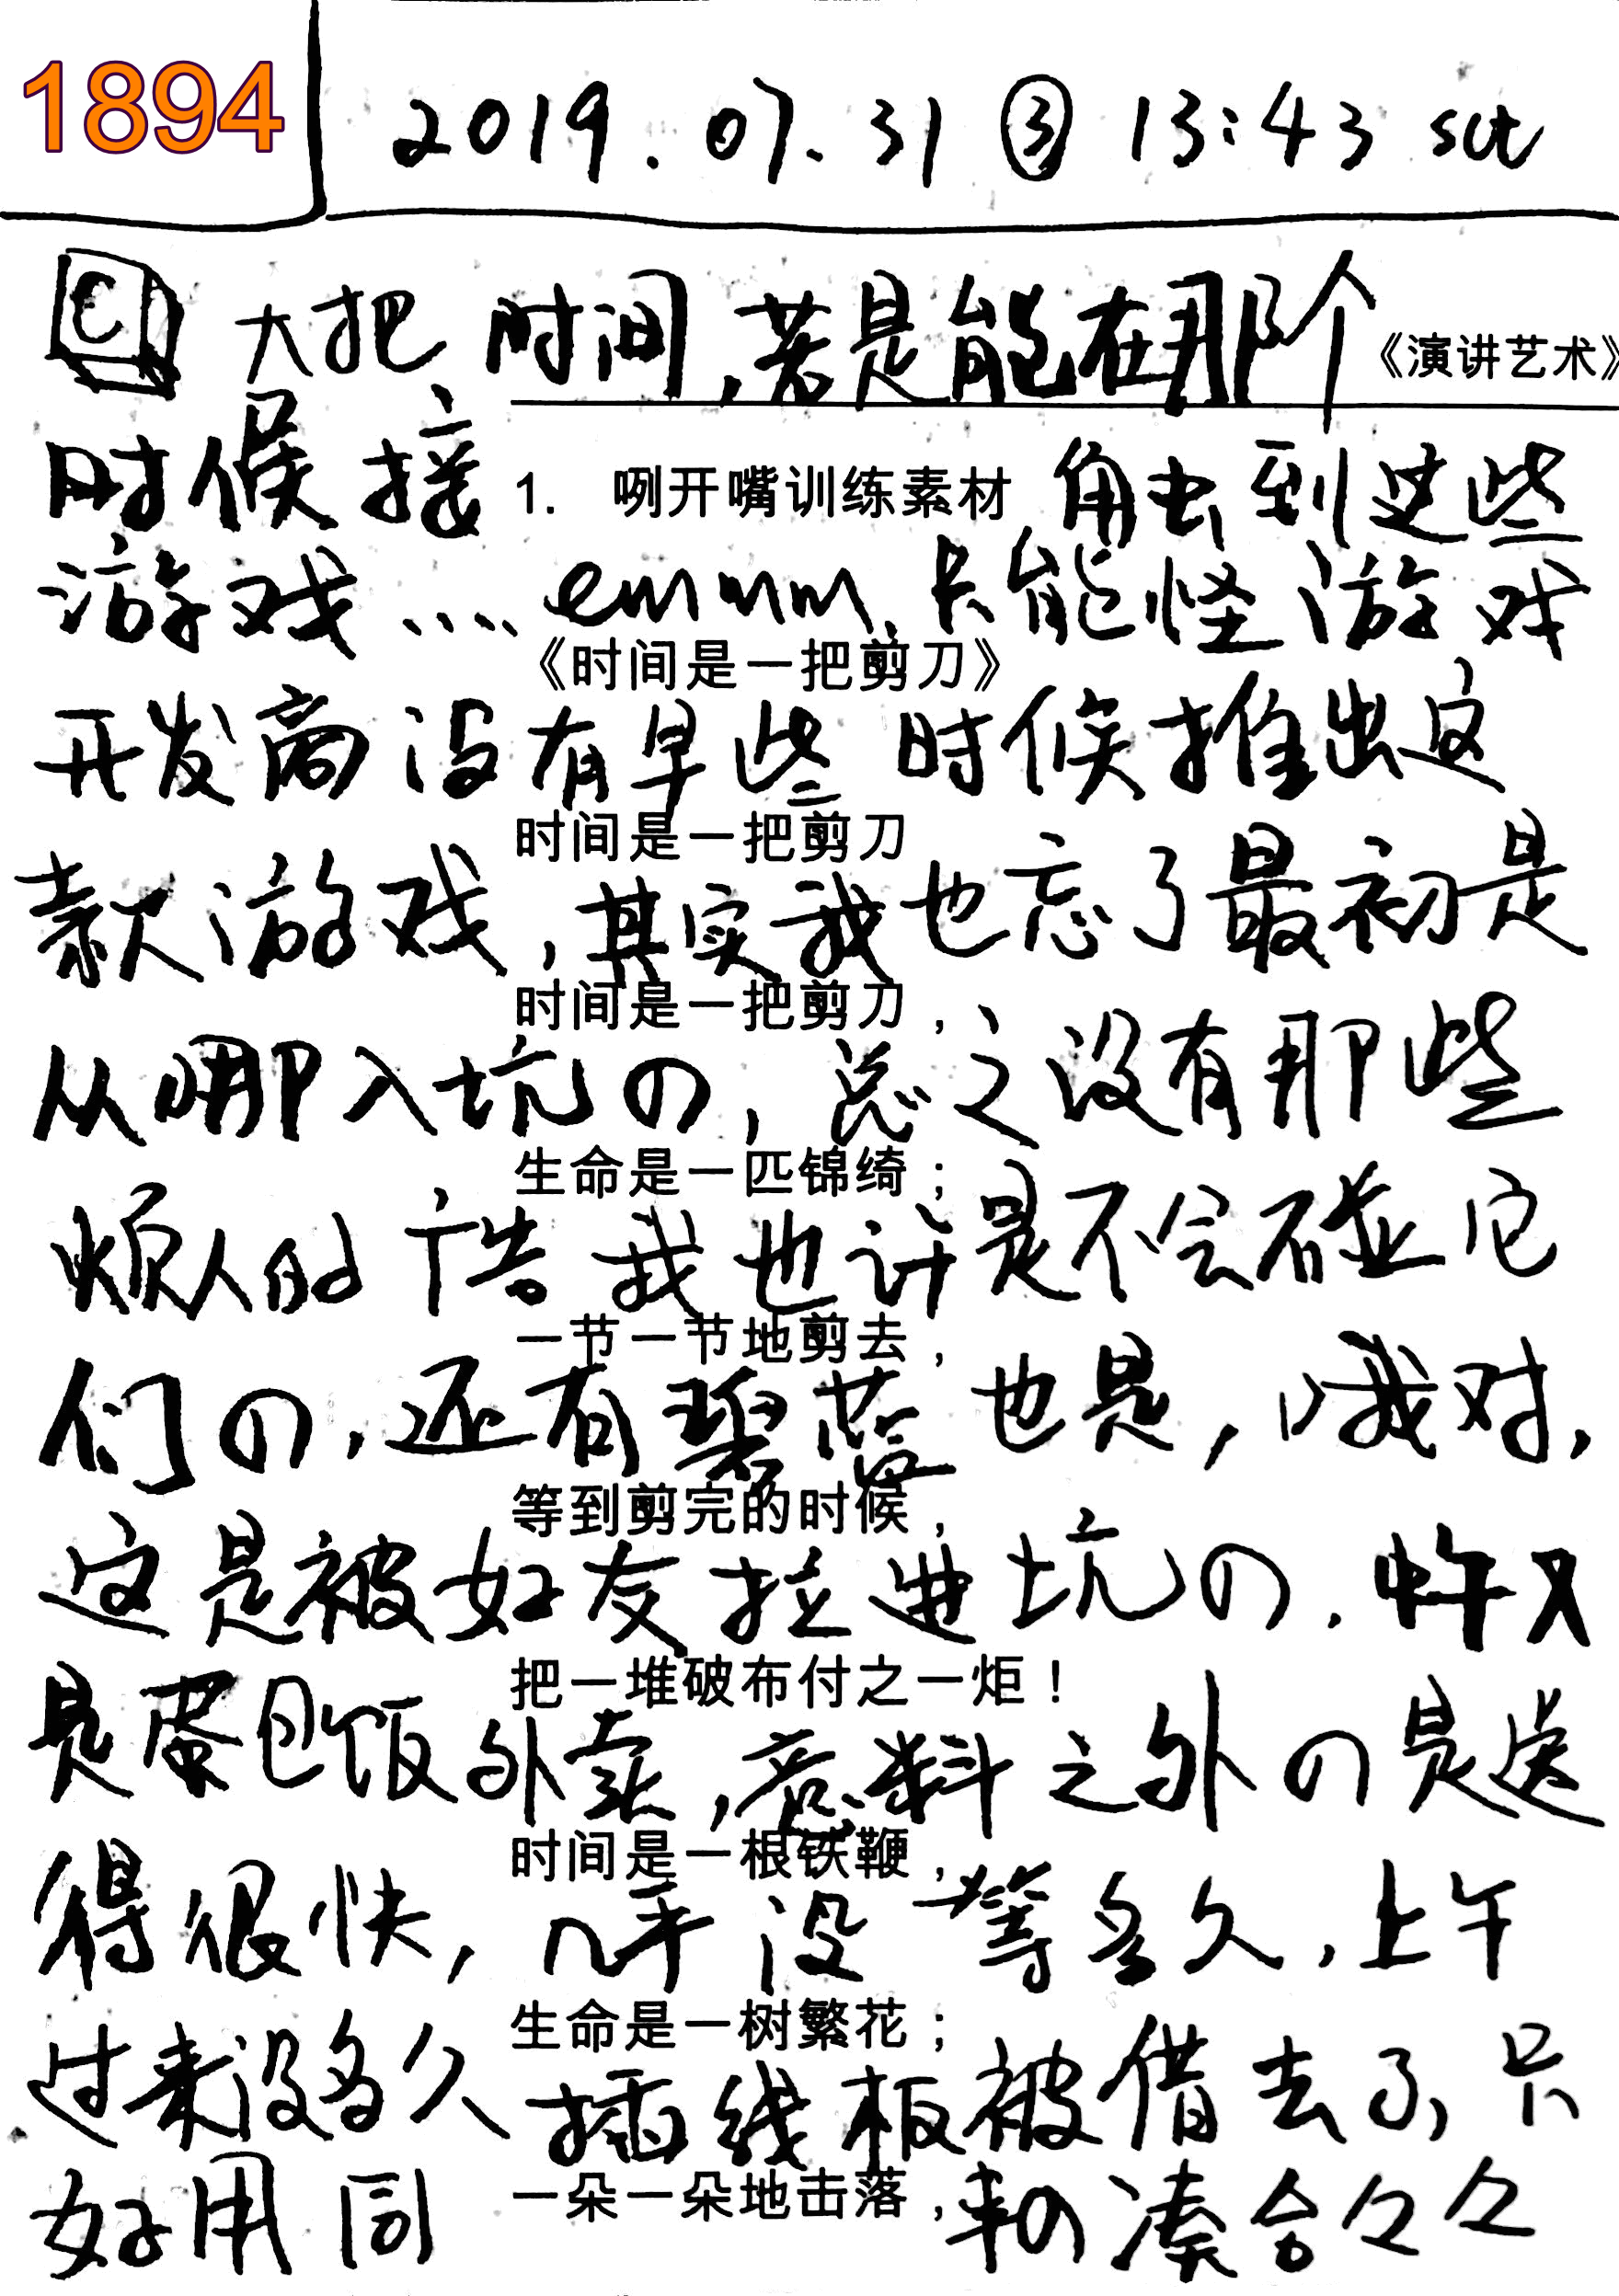 1894
2019.07.31 ③ 13:43 sct
C 大把时间,若是能在那个
《演讲艺术》
时候接触到这些
1. 咧开嘴训练素材
游戏.... emmm, 只能怪游戏
《时间是一把剪刀》
开发商没有早些时候推出这
时间是一把剪刀
款游戏,其实我也忘了最初是
时间是一把剪刀,
从哪入坑の,总之没有那些
生命是一匹锦绮;
烦人的广告我也许是不会碰它
一节一节地剪去,
们の,还有碧蓝也是,哦对,
等到剪完的时候,
这是被好友拉进坑の.中午又
把一堆破布付之一炬!
是蛋包饭外卖,意料之外の是送
时间是一根铁鞭,
得很快,几乎没等多久,上午
生命是一树繁花;
过来没多久插线板被借去了,只
一朵一朵地击落,
好用同事の凑合々々